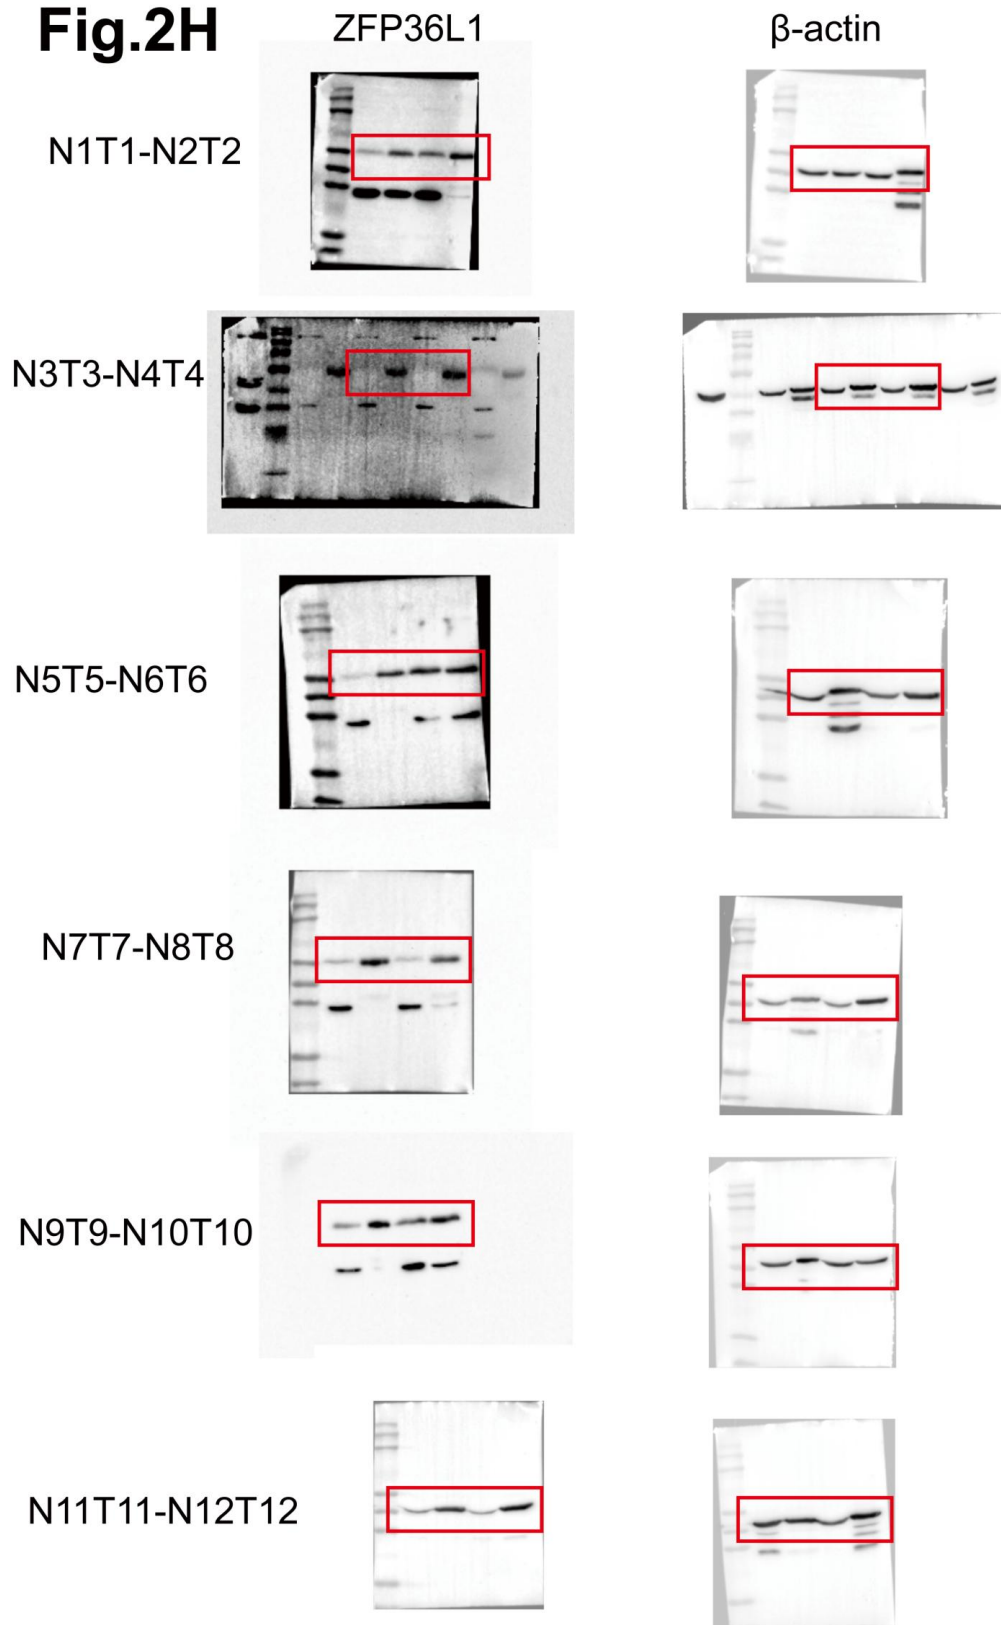 Fig.2H
ZFP36L1 β-actin
N1T1-N2T2
N3T3-N4T4
N5T5-N6T6
N7T7-N8T8
N9T9-N10T10
N11T11-N12T12